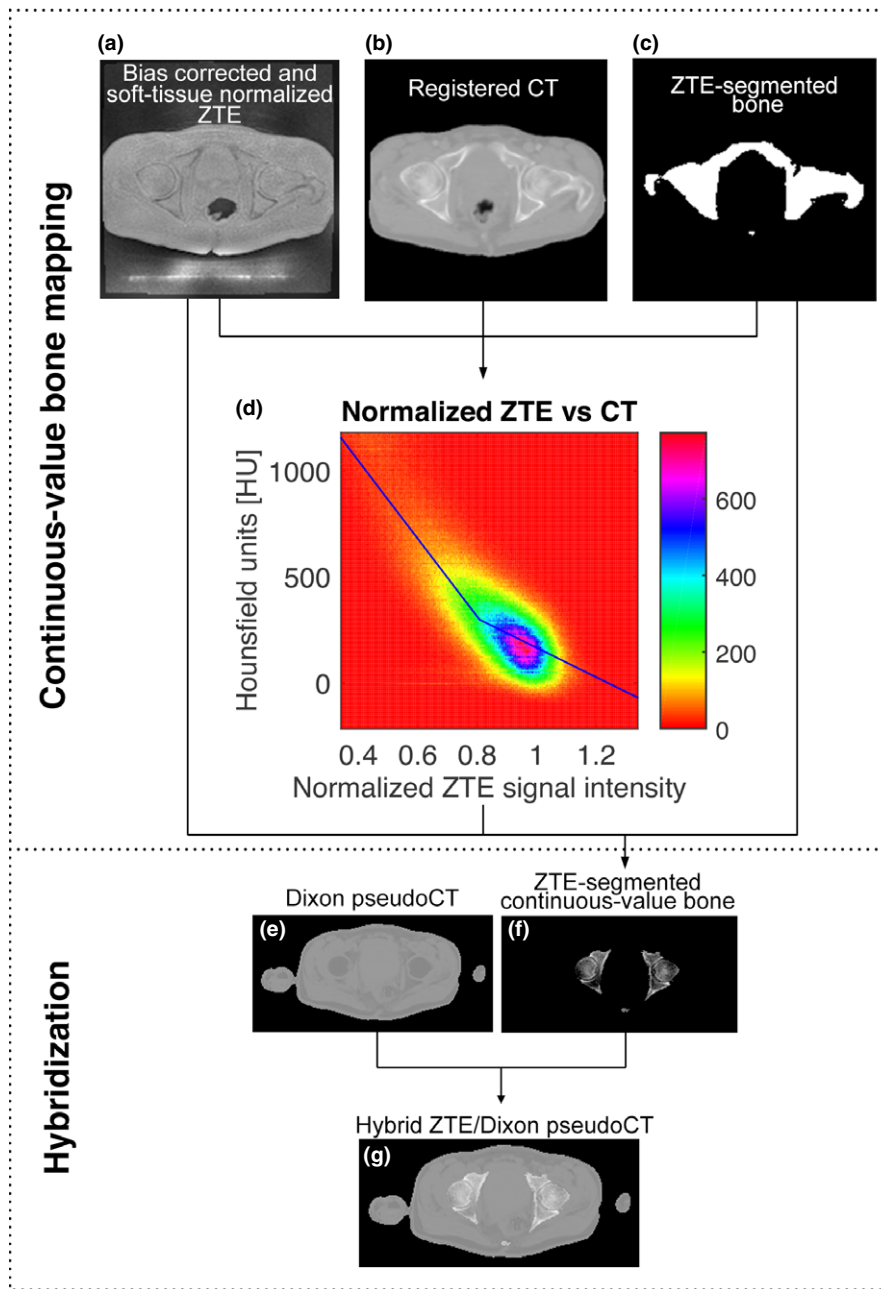 Continuous-value bone mapping
(a)
Bias corrected and
soft-tissue normalized
ZTE
(b)
Registered CT
(c)
ZTE-segmented
bone
(d)
Normalized ZTE vs CT
Hounsfield units [HU]
1000
500
0
600
400
200
0
0.4 0.6 0.8 1 1.2
Normalized ZTE signal intensity
Hybridization
Dixon pseudoCT
(e)
ZTE-segmented
continuous-value bone
(f)
Hybrid ZTE/Dixon pseudoCT
(g)